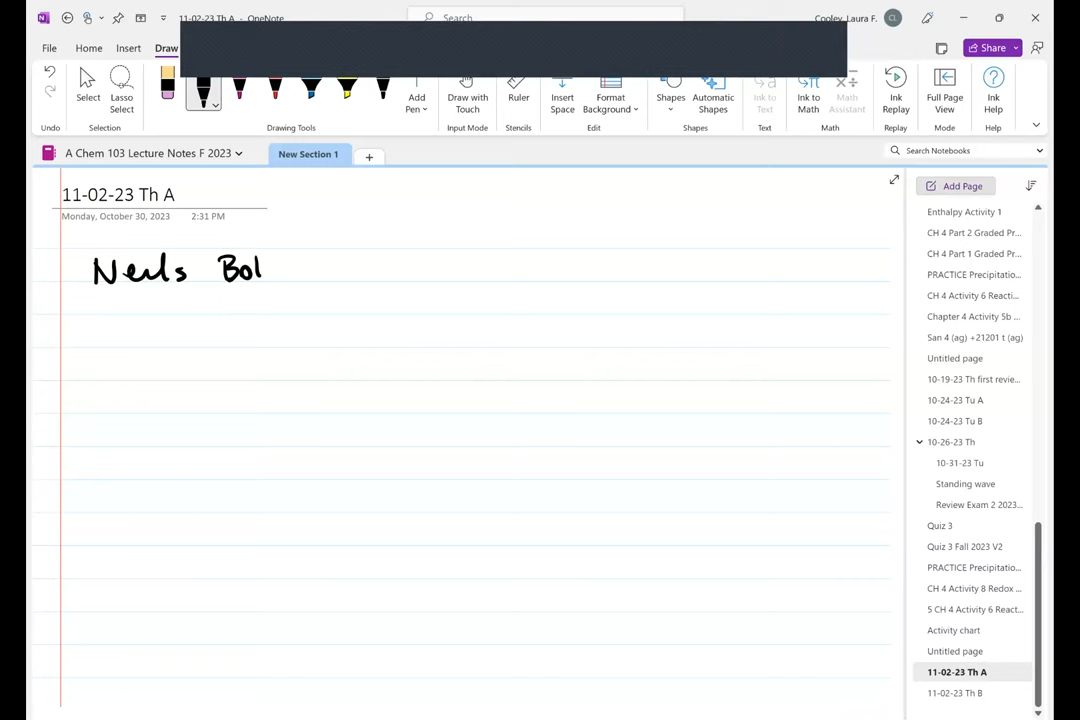 11-02-23 Th A - OneNote
Search
Cooley, Laura F.
CL
File Home Insert Draw
Share
Undo
Select
Lasso Select
Selection
Drawing Tools
Add Pen
Draw with Touch
Input Mode
Ruler
Stencils
Insert Space
Format Background
Edit
Shapes
Automatic Shapes
Shapes
Ink to Text
Text
Ink to Math
Math Assistant
Math
Ink Replay
Replay
Full Page View
Mode
Ink Help
Help
A Chem 103 Lecture Notes F 2023
New Section 1
+
Search Notebooks
11-02-23 Th A
Monday, October 30, 2023 2:31 PM
Neils Bol
Add Page
Enthalpy Activity 1
CH 4 Part 2 Graded Pr...
CH 4 Part 1 Graded Pr...
PRACTICE Precipitatio...
CH 4 Activity 6 Reacti...
Chapter 4 Activity 5b ...
San 4 (ag) +21201 t (ag)
Untitled page
10-19-23 Th first revie...
10-24-23 Tu A
10-24-23 Tu B
10-26-23 Th
10-31-23 Tu
Standing wave
Review Exam 2 2023...
Quiz 3
Quiz 3 Fall 2023 V2
PRACTICE Precipitatio...
CH 4 Activity 8 Redox ...
5 CH 4 Activity 6 React...
Activity chart
Untitled page
11-02-23 Th A
11-02-23 Th B